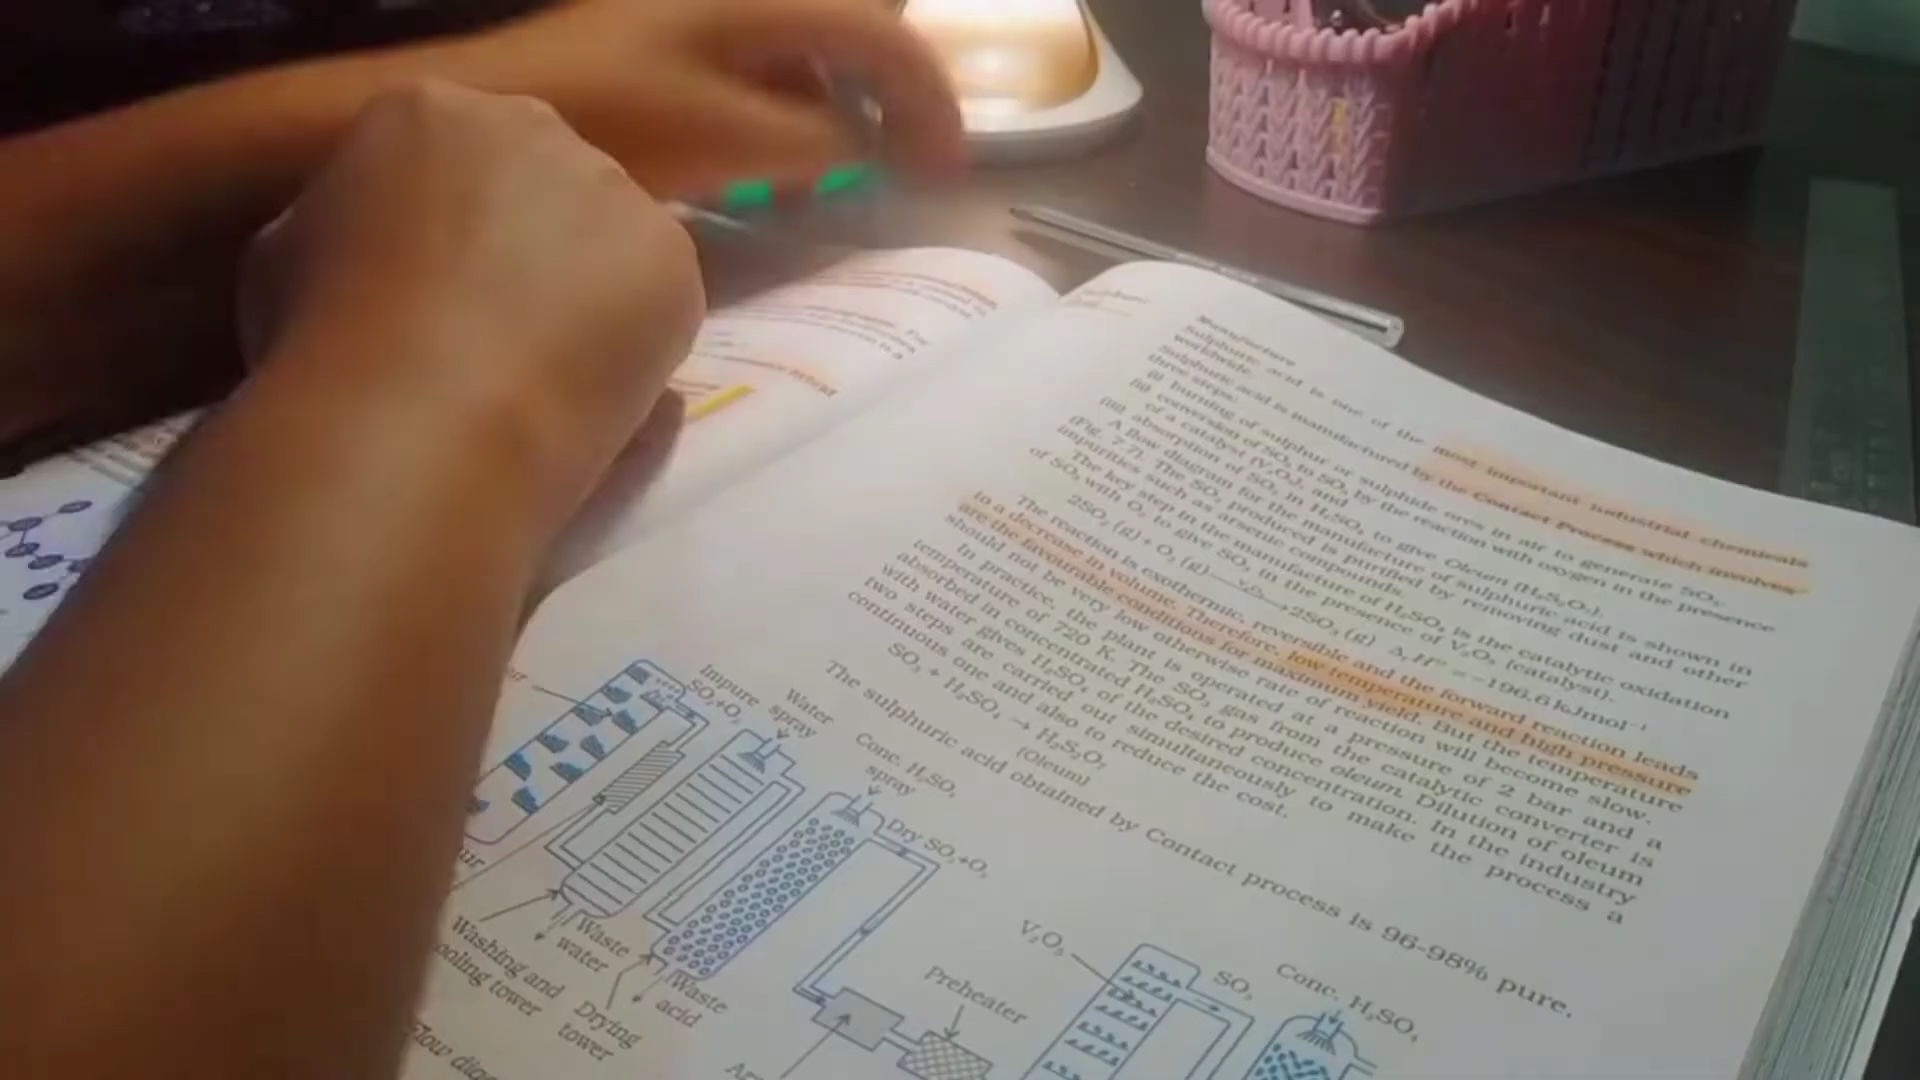 Manufacture
Sulphuric acid is one of the most important industrial chemicals
worldwide.
Sulphuric acid is manufactured by the Contact Process which involves
three steps:
(i) burning of sulphur or sulphide ores in air to generate SO₂.
(ii) conversion of SO₂ to SO₃ by the reaction with oxygen in the presence
of a catalyst (V₂O₅), and
(iii) absorption of SO₃ in H₂SO₄ to give Oleum (H₂S₂O₇).
A flow diagram for the manufacture of sulphuric acid is shown in
(Fig. 7.7). The SO₂ produced is purified by removing dust and other
impurities such as arsenic compounds.
The key step in the manufacture of H₂SO₄ is the catalytic oxidation
of SO₂ with O₂ to give SO₃ in the presence of V₂O₅ (catalyst).
2SO₂ (g) + O₂ (g) → 2SO₃ (g) ΔᵣH° = −196.6 kJmol⁻¹
The reaction is exothermic, reversible and the forward reaction leads
to a decrease in volume. Therefore, low temperature and high pressure
are the favourable conditions for maximum yield. But the temperature
should not be very low otherwise rate of reaction will become slow.
In practice, the plant is operated at a pressure of 2 bar and a
temperature of 720 K. The SO₃ gas from the catalytic converter is
absorbed in concentrated H₂SO₄ to produce oleum. Dilution of oleum
with water gives H₂SO₄ of the desired concentration. In the industry
two steps are carried out simultaneously to make the process a
continuous one and also to reduce the cost.
SO₃ + H₂SO₄ → H₂S₂O₇
(Oleum)
The sulphuric acid obtained by Contact process is 96-98% pure.
Impure
SO₂+O₂
Water
spray
Conc. H₂SO₄
spray
Dry SO₂+O₂
Washing and
cooling tower
Waste
water
Drying
tower
Waste
acid
Preheater
V₂O₅
SO₃
Conc. H₂SO₄
Flow